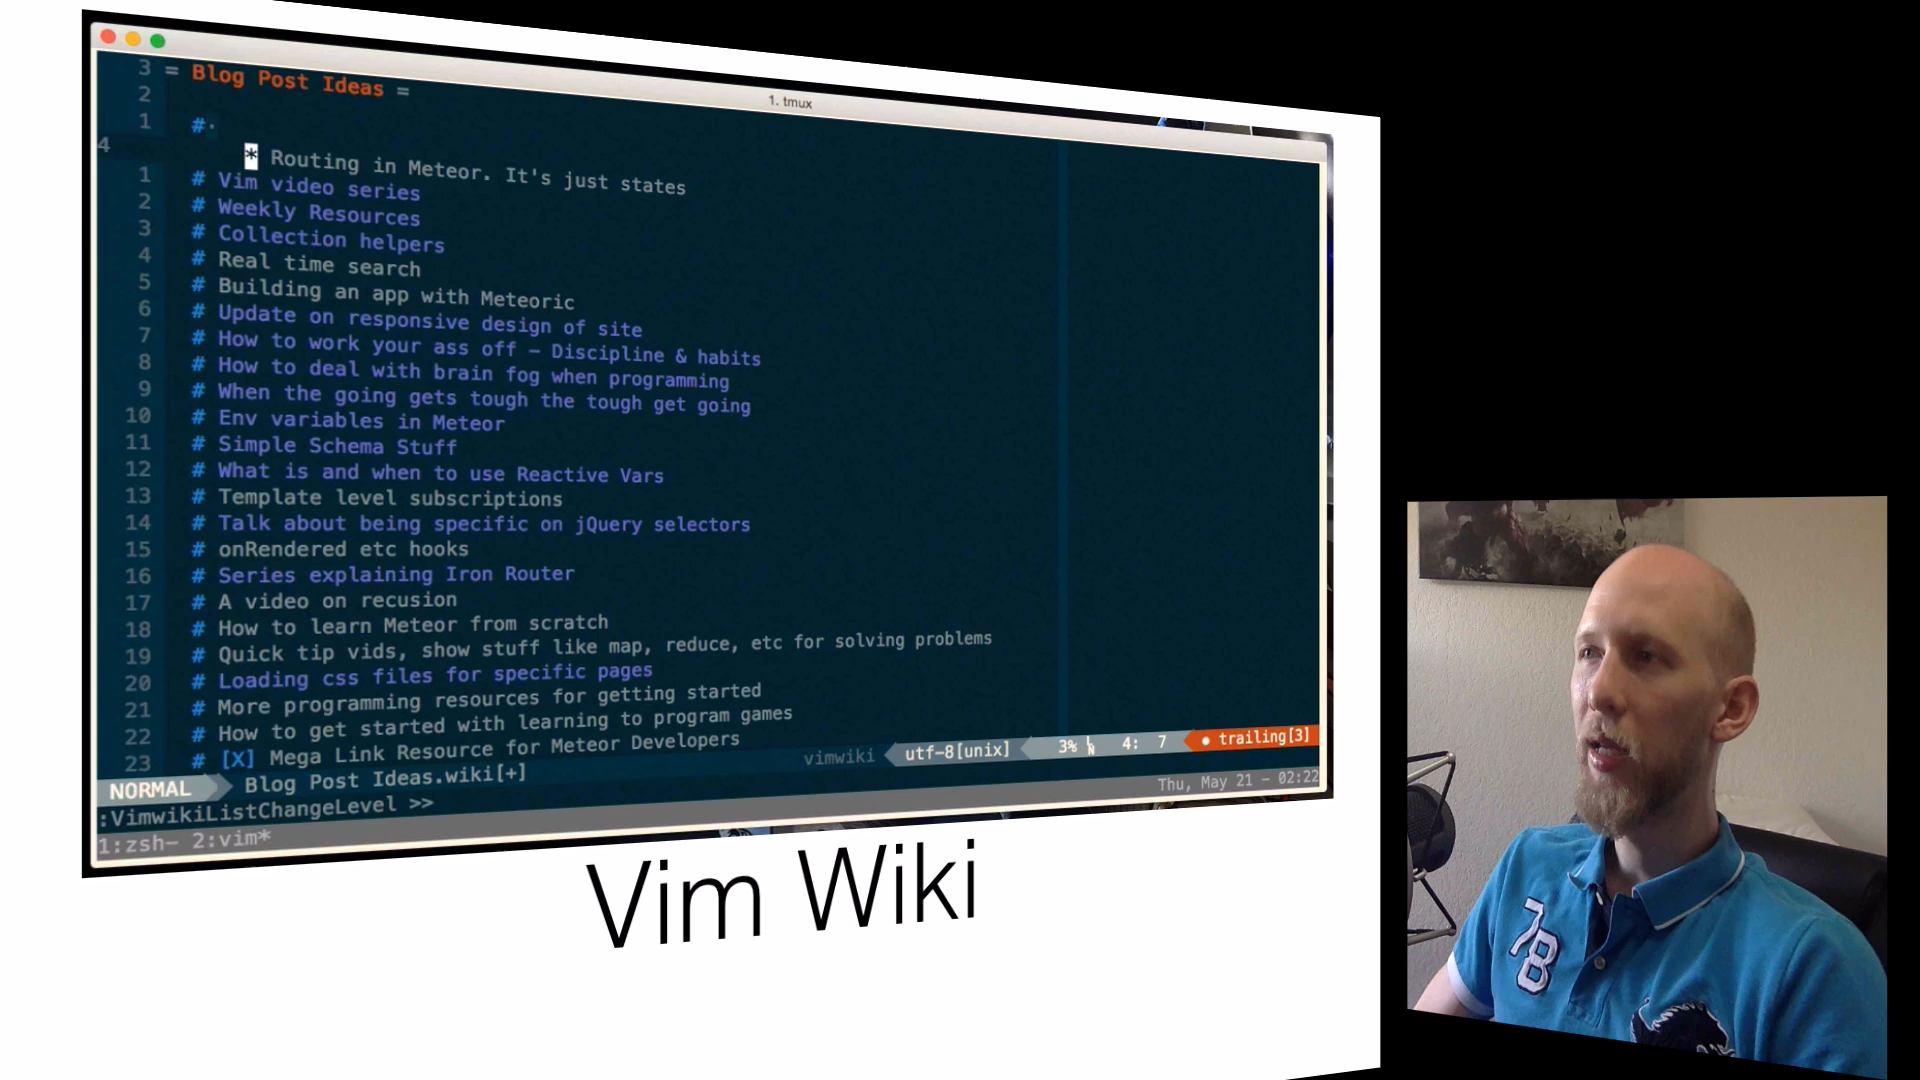 1. tmux
3 = Blog Post Ideas =
2
1 #·
4 * Routing in Meteor. It's just states
1 # Vim video series
2 # Weekly Resources
3 # Collection helpers
4 # Real time search
5 # Building an app with Meteoric
6 # Update on responsive design of site
7 # How to work your ass off – Discipline & habits
8 # How to deal with brain fog when programming
9 # When the going gets tough the tough get going
10 # Env variables in Meteor
11 # Simple Schema Stuff
12 # What is and when to use Reactive Vars
13 # Template level subscriptions
14 # Talk about being specific on jQuery selectors
15 # onRendered etc hooks
16 # Series explaining Iron Router
17 # A video on recusion
18 # How to learn Meteor from scratch
19 # Quick tip vids, show stuff like map, reduce, etc for solving problems
20 # Loading css files for specific pages
21 # More programming resources for getting started
22 # How to get started with learning to program games
23 # [X] Mega Link Resource for Meteor Developers
NORMAL Blog Post Ideas.wiki[+] vimwiki utf-8[unix] 3% 4: 7 trailing[3]
:VimwikiListChangeLevel >>
1:zsh- 2:vim* Thu, May 21 - 02:22
Vim Wiki
78